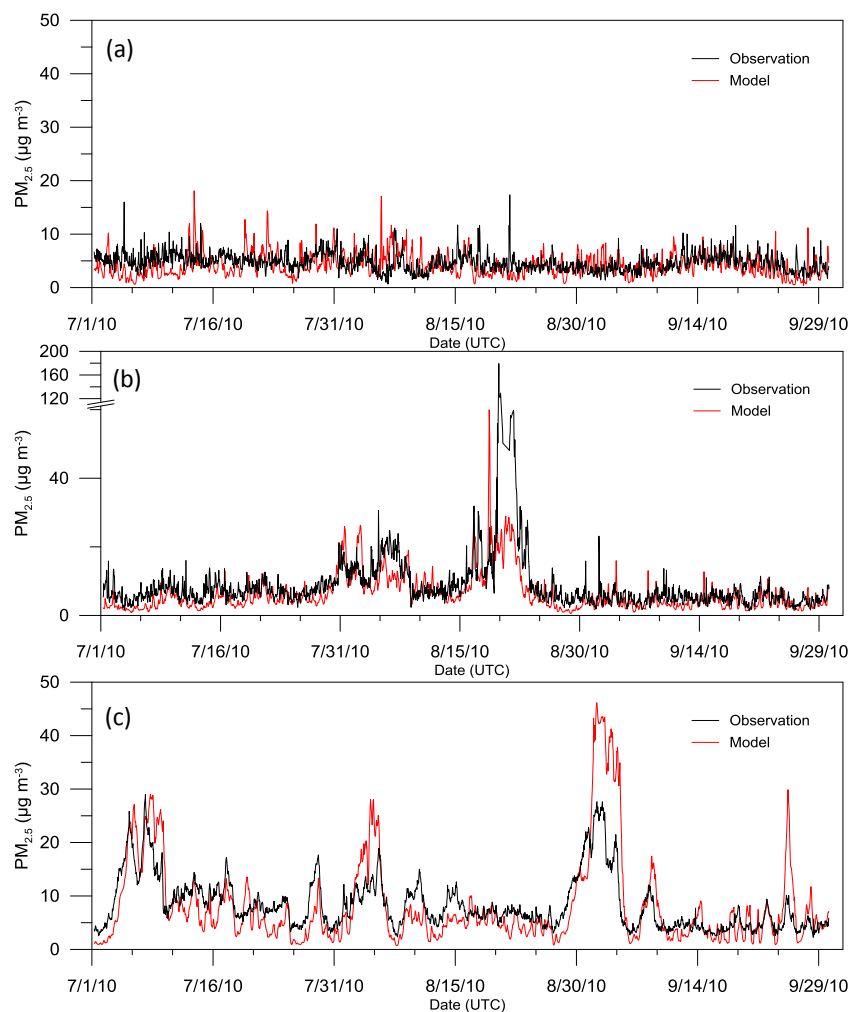 50
(a)
Observation
Model
40
30
20
10
0
PM2.5 (µg m-3)
7/1/10 7/16/10 7/31/10 8/15/10 8/30/10 9/14/10 9/29/10
Date (UTC)
200
(b)
160
120
Observation
Model
40
0
PM2.5 (µg m-3)
7/1/10 7/16/10 7/31/10 8/15/10 8/30/10 9/14/10 9/29/10
Date (UTC)
50
(c)
Observation
Model
40
30
20
10
0
PM2.5 (µg m-3)
7/1/10 7/16/10 7/31/10 8/15/10 8/30/10 9/14/10 9/29/10
Date (UTC)